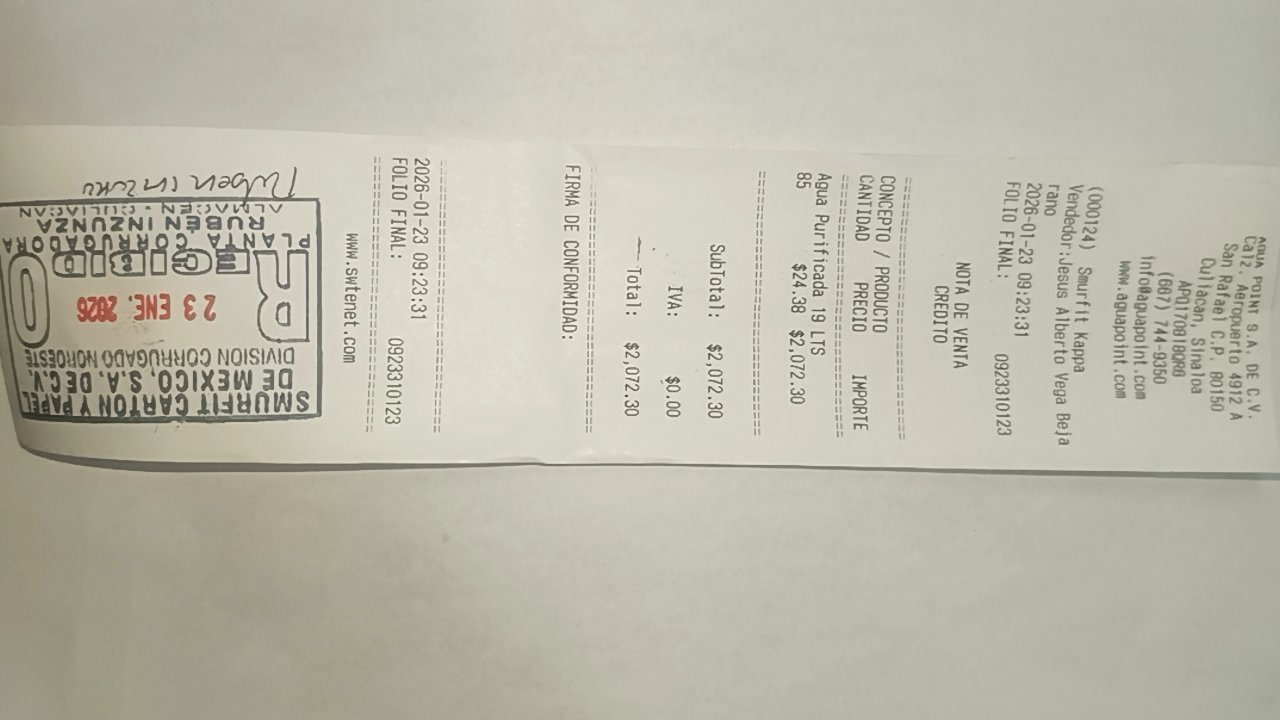 AGUA POINT S.A. DE C.V.
Calz. Aeropuerto 4912 A
San Rafael C.P. 80150
Culiacan, Sinaloa
APO170818QR8
(667) 744-9350
info@aguapoint.com
www.aguapoint.com
(000124) Smurfit Kappa
Vendedor:Jesus Alberto Vega Beja
rano
2026-01-23 09:23:31
FOLIO FINAL: 0923310123
NOTA DE VENTA
CREDITO
================================
CONCEPTO / PRODUCTO
CANTIDAD PRECIO IMPORTE
================================
Agua Purificada 19 LTS
85 $24.38 $2,072.30
================================
SubTotal: $2,072.30
IVA: $0.00
Total: $2,072.30
================================
FIRMA DE CONFORMIDAD:
================================
2026-01-23 09:23:31
FOLIO FINAL: 0923310123
================================
www.swtenet.com
SMURFIT CARTON Y PAPEL
DE MEXICO, S.A. DE C.V.
DIVISION CORRUGADO NOROESTE
23 ENE. 2026
RECIBIDO
PLANTA CORRUGADORA
RUBEN INZUNZA
ALMACEN - CULIACAN
Ruben Inzunza